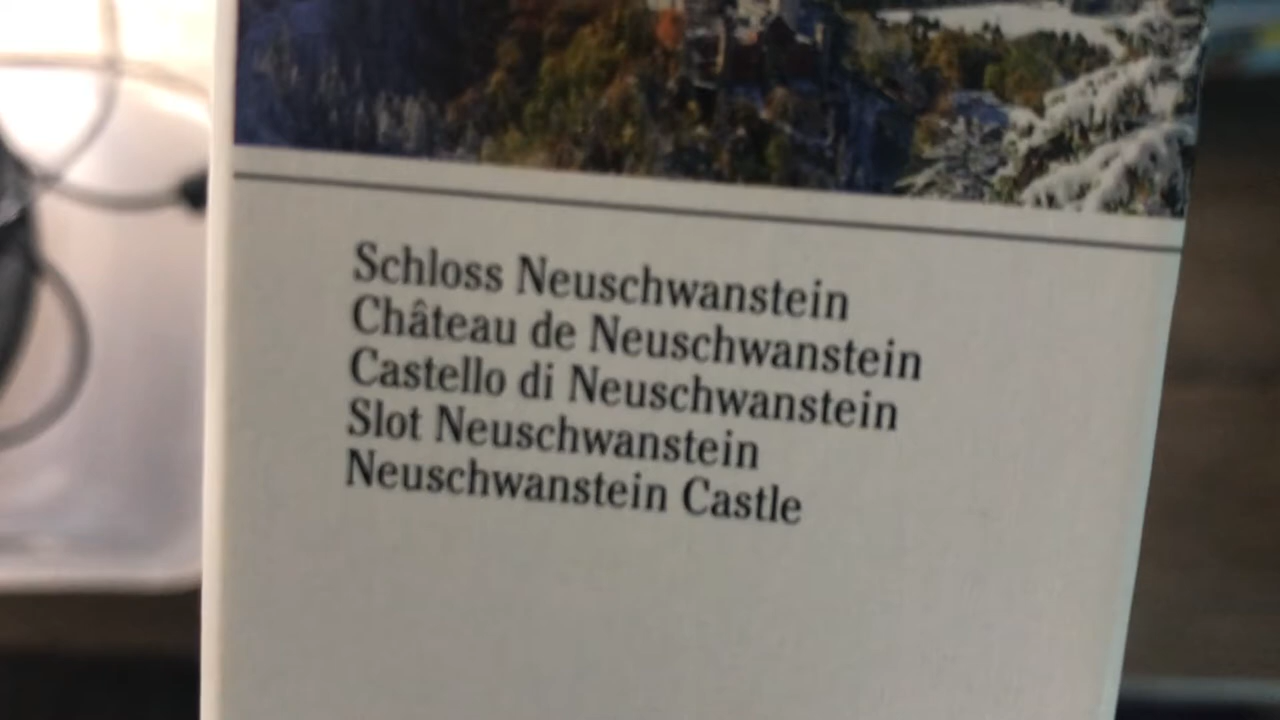 Schloss Neuschwanstein
Château de Neuschwanstein
Castello di Neuschwanstein
Slot Neuschwanstein
Neuschwanstein Castle